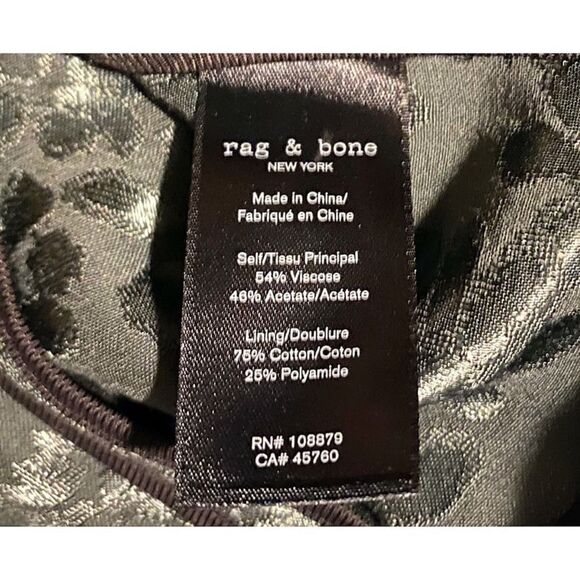 rag & bone
NEW YORK
Made in China/
Fabriqué en Chine
Self/Tissu Principal
54% Viscose
46% Acetate/Acétate
Lining/Doublure
75% Cotton/Coton
25% Polyamide
RN# 108879
CA# 45760